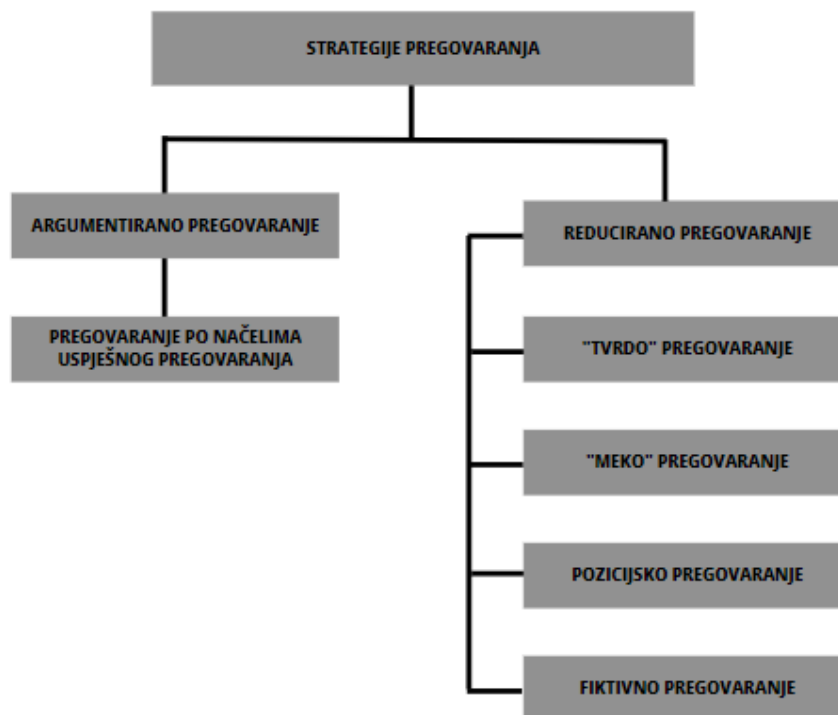 STRATEGIJE PREGOVARANJA
ARGUMENTIRANO PREGOVARANJE
PREGOVARANJE PO NAČELIMA
USPJEŠNOG PREGOVARANJA
REDUCIRANO PREGOVARANJE
"TVRDO" PREGOVARANJE
"MEKO" PREGOVARANJE
POZICIJSKO PREGOVARANJE
FIKTIVNO PREGOVARANJE